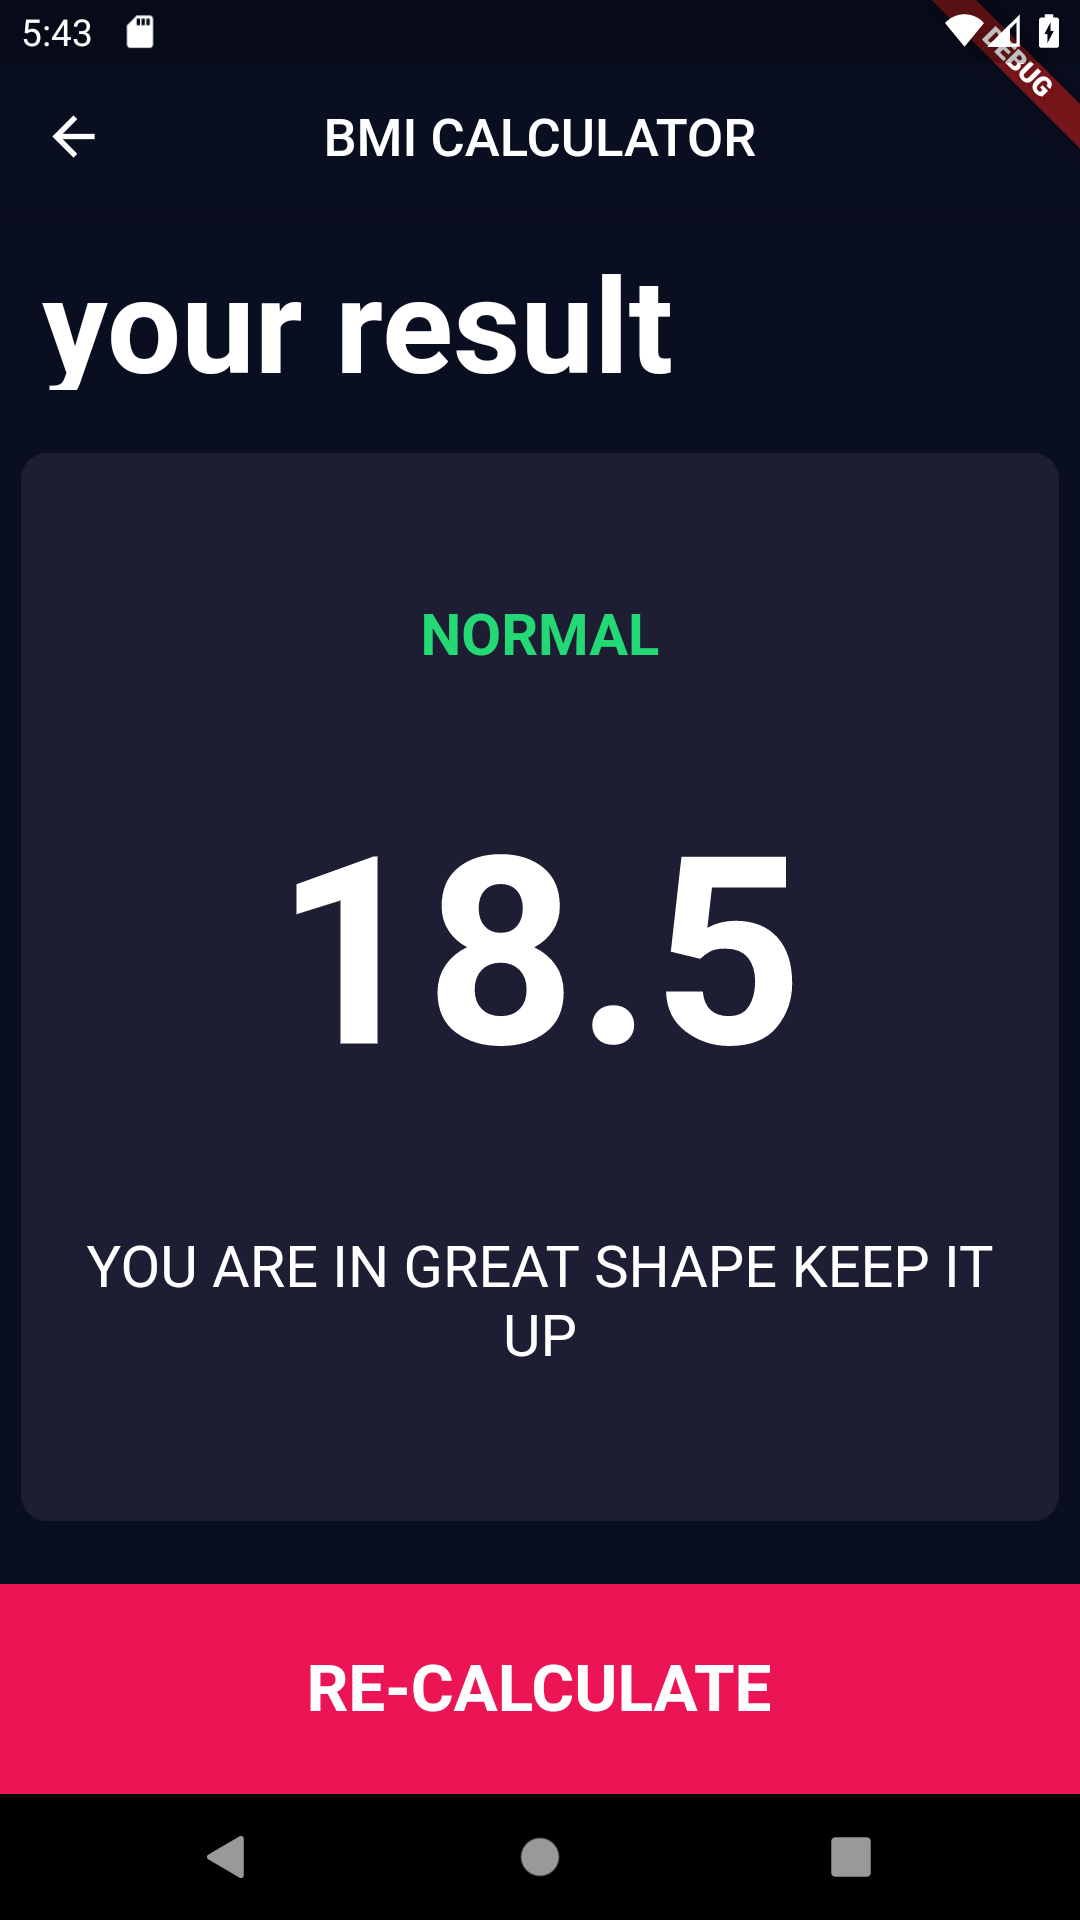 5:43
DEBUG
BMI CALCULATOR
your result
NORMAL
18.5
YOU ARE IN GREAT SHAPE KEEP IT
UP
RE-CALCULATE